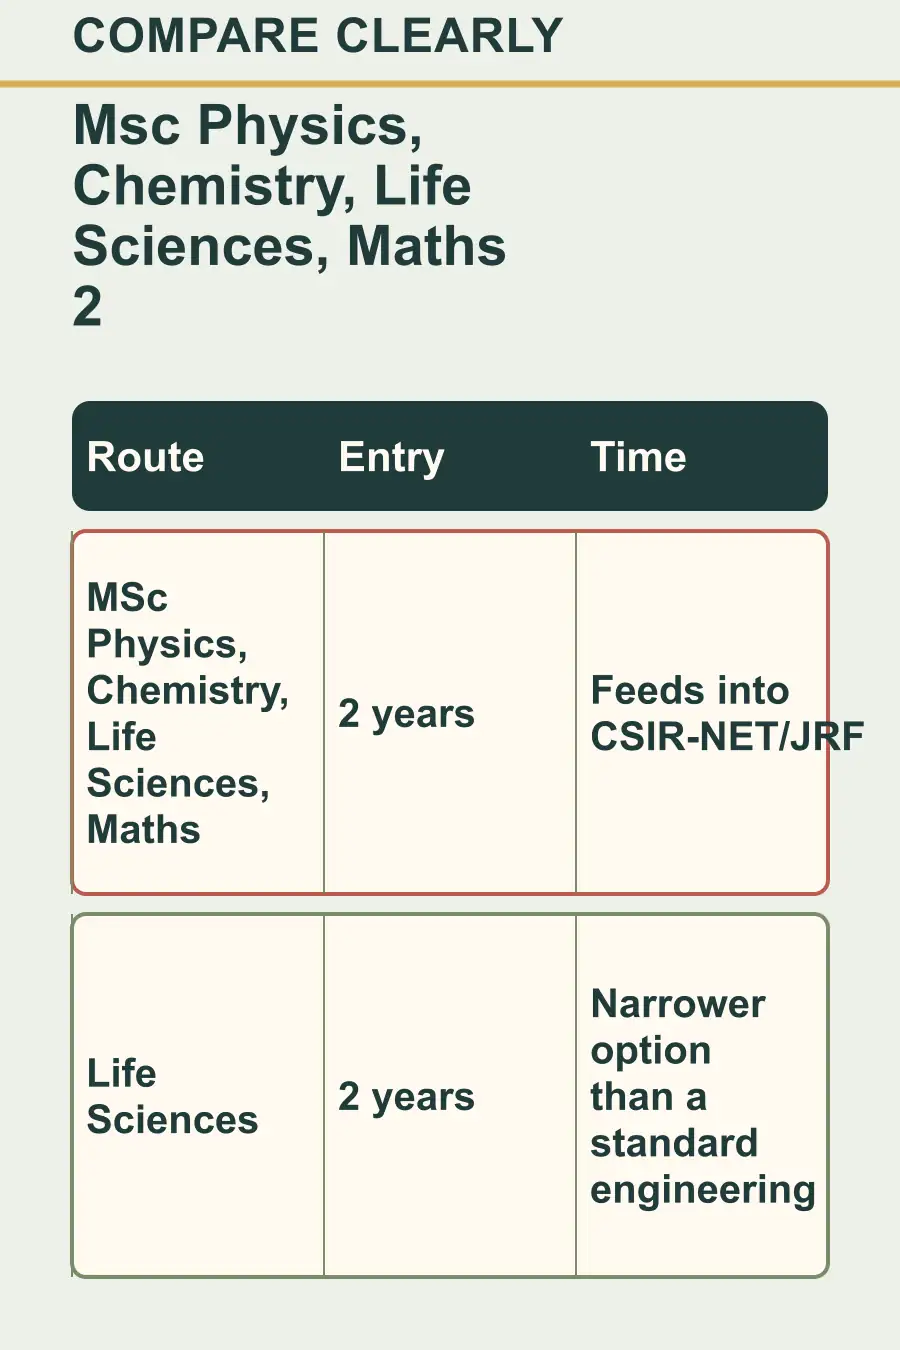 COMPARE CLEARLY
Msc Physics,
Chemistry, Life
Sciences, Maths
2
Route Entry Time
MSc
Physics,
Chemistry,
Life
Sciences,
Maths
2 years
Feeds into
CSIR-NET/JRF
Life
Sciences
2 years
Narrower
option
than a
standard
engineering